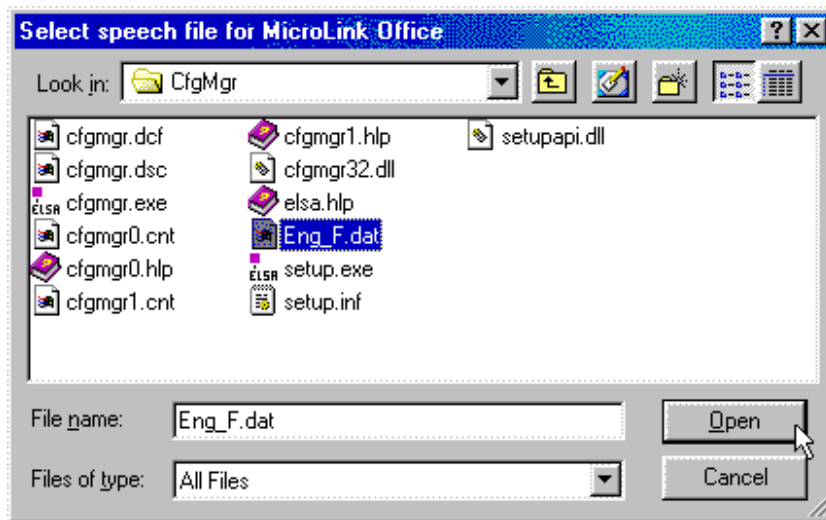 Select speech file for MicroLink Office
Look in: CfgMgr
cfgmgr.dcf cfgmgr1.hlp setupapi.dll
cfgmgr.dsc cfgmgr32.dll
ELSA cfgmgr.exe elsa.hlp
cfgmgr0.cnt Eng_F.dat
cfgmgr0.hlp ELSA setup.exe
cfgmgr1.cnt setup.inf
File name: Eng_F.dat Open
Files of type: All Files Cancel